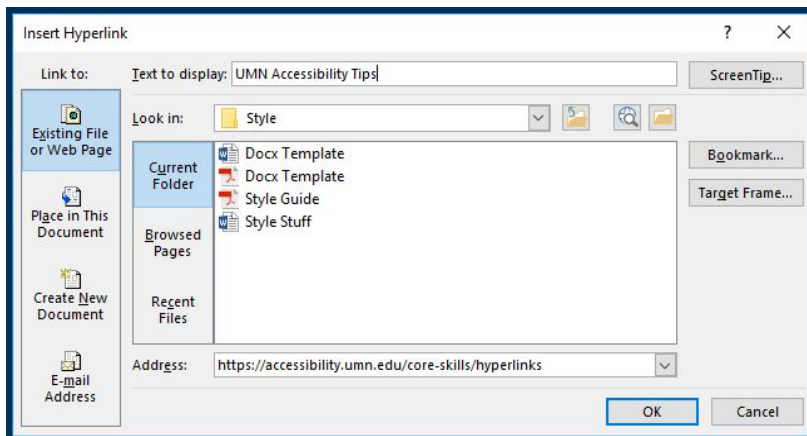 Insert Hyperlink
?
Link to:
Text to display: UMN Accessibility Tips
ScreenTip...
Existing File
or Web Page
Look in:
Style
Current
Folder
Docx Template
Docx Template
Style Guide
Style Stuff
Bookmark...
Target Frame...
Place in This
Document
Browsed
Pages
Create New
Document
Recent
Files
E-mail
Address
Address:
https://accessibility.umn.edu/core-skills/hyperlinks
OK
Cancel